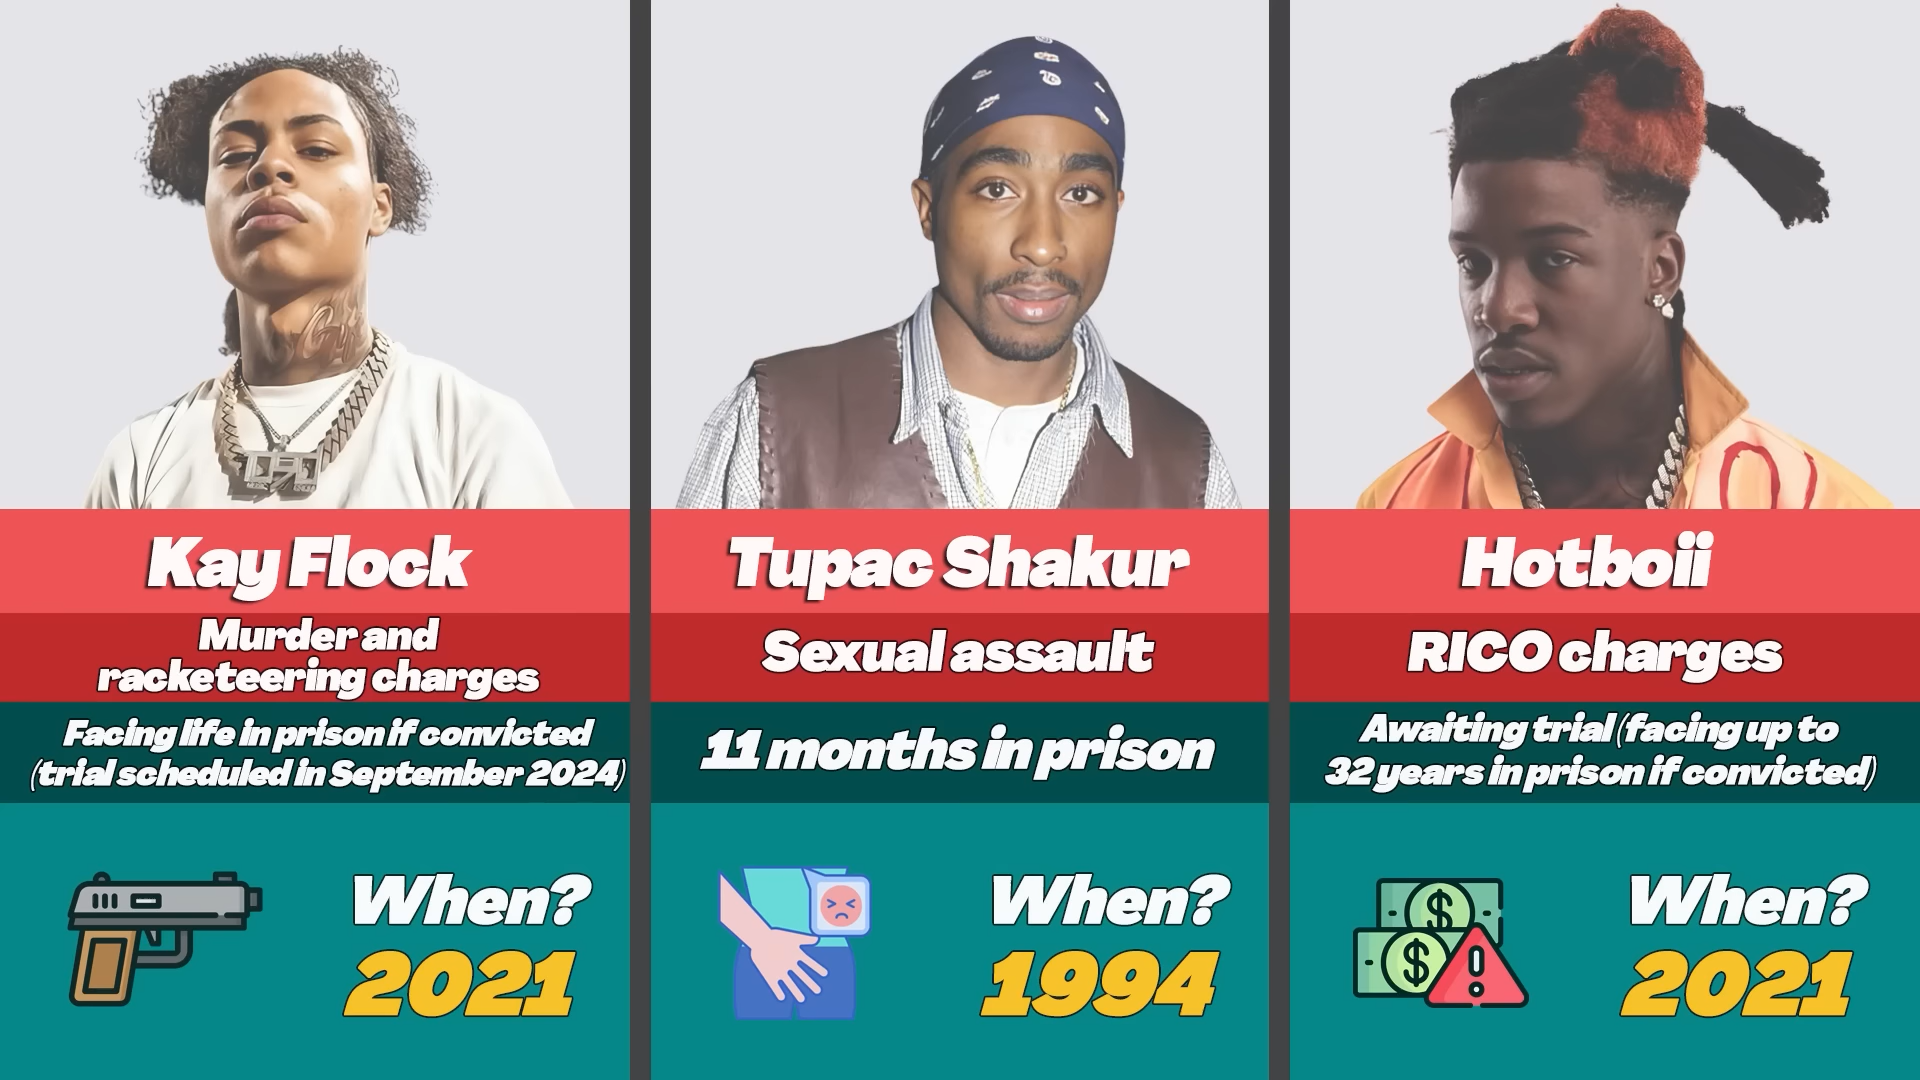 Kay Flock
Murder and
racketeering charges
Facing life in prison if convicted
(trial scheduled in September 2024)
When?
2021
Tupac Shakur
Sexual assault
11 months in prison
When?
1994
Hotboii
RICO charges
Awaiting trial (facing up to
32 years in prison if convicted)
When?
2021